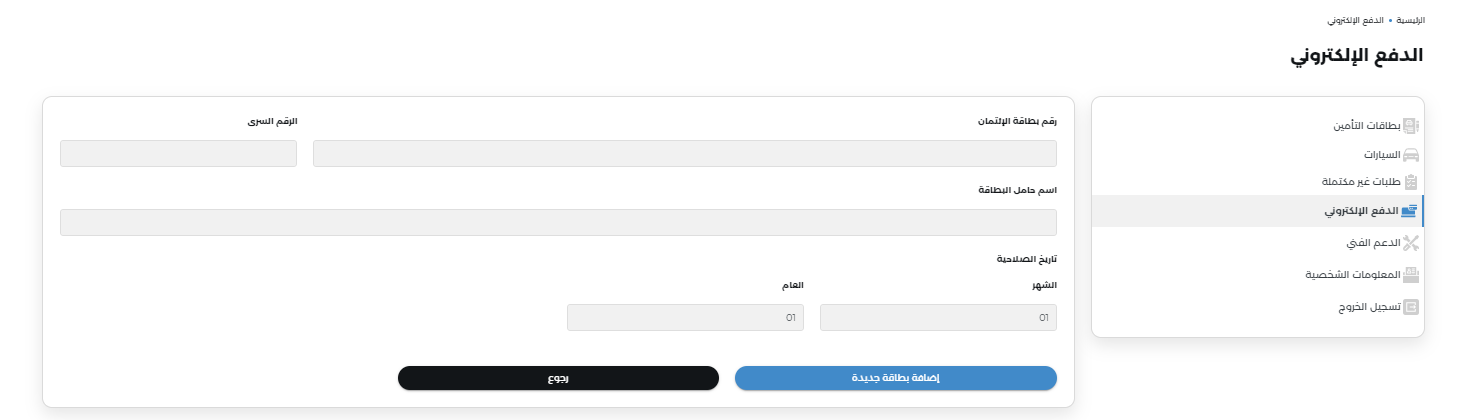 الرئيسية • الدفع الإلكتروني
الدفع الإلكتروني
بطاقات التأمين
السيارات
طلبات غير مكتملة
الدفع الإلكتروني
الدعم الفني
المعلومات الشخصية
تسجيل الخروج
رقم بطاقة الإئتمان
الرقم السرى
اسم حامل البطاقة
تاريخ الصلاحية
الشهر
العام
01
01
إضافة بطاقة جديدة
رجوع